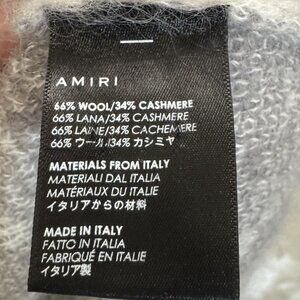 AMIRI
66% WOOL/34% CASHMERE
66% LANA/34% CASHMERE
66% LAINE/34% CACHEMERE
66% ウール/34% カシミヤ
MATERIALS FROM ITALY
MATERIALI DAL ITALIA
MATÉRIAUX DU ITALIE
イタリアからの材料
MADE IN ITALY
FATTO IN ITALIA
FABRIQUÉ EN ITALIE
イタリア製